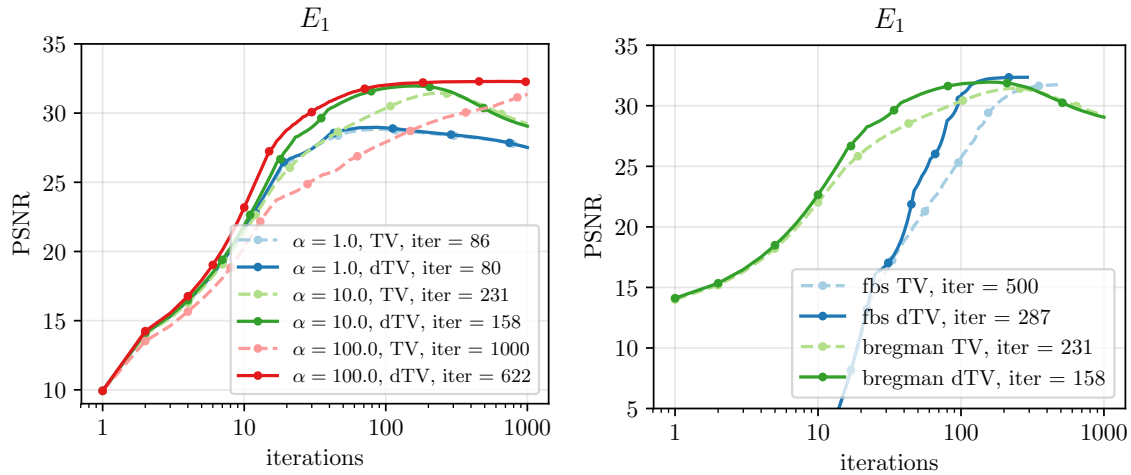 E₁
35
30
25
20
15
10
PSNR
α = 1.0, TV, iter = 86
α = 1.0, dTV, iter = 80
α = 10.0, TV, iter = 231
α = 10.0, dTV, iter = 158
α = 100.0, TV, iter = 1000
α = 100.0, dTV, iter = 622
1 10 100 1000
iterations
E₁
35
30
25
20
15
10
5
PSNR
fbs TV, iter = 500
fbs dTV, iter = 287
bregman TV, iter = 231
bregman dTV, iter = 158
1 10 100 1000
iterations